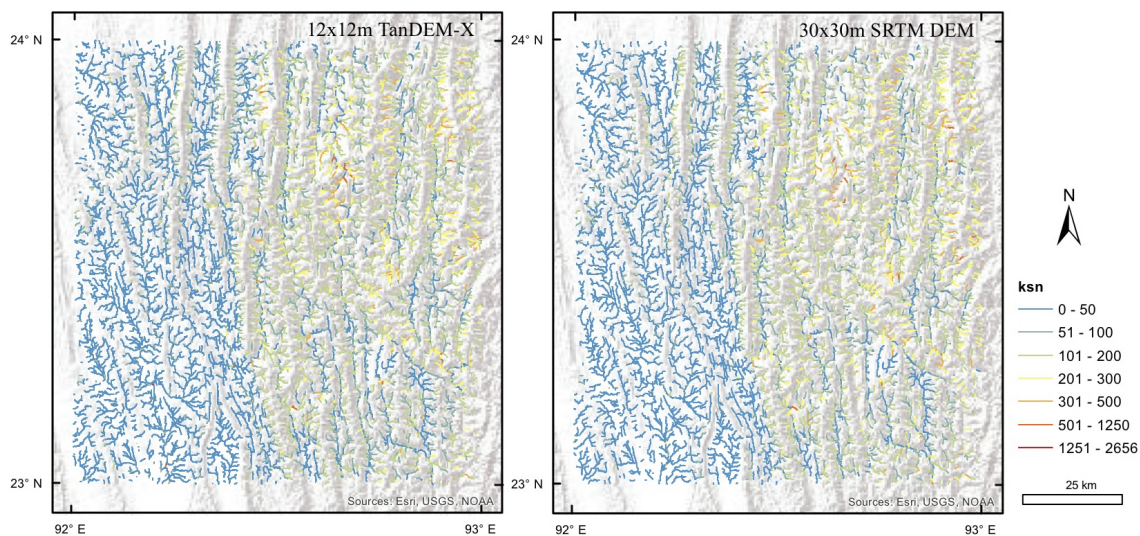 12x12m TanDEM-X
24° N
23° N
Sources: Esri, USGS, NOAA
92° E
93° E
30x30m SRTM DEM
24° N
23° N
Sources: Esri, USGS, NOAA
92° E
93° E
N
ksn
0 - 50
51 - 100
101 - 200
201 - 300
301 - 500
501 - 1250
1251 - 2656
25 km